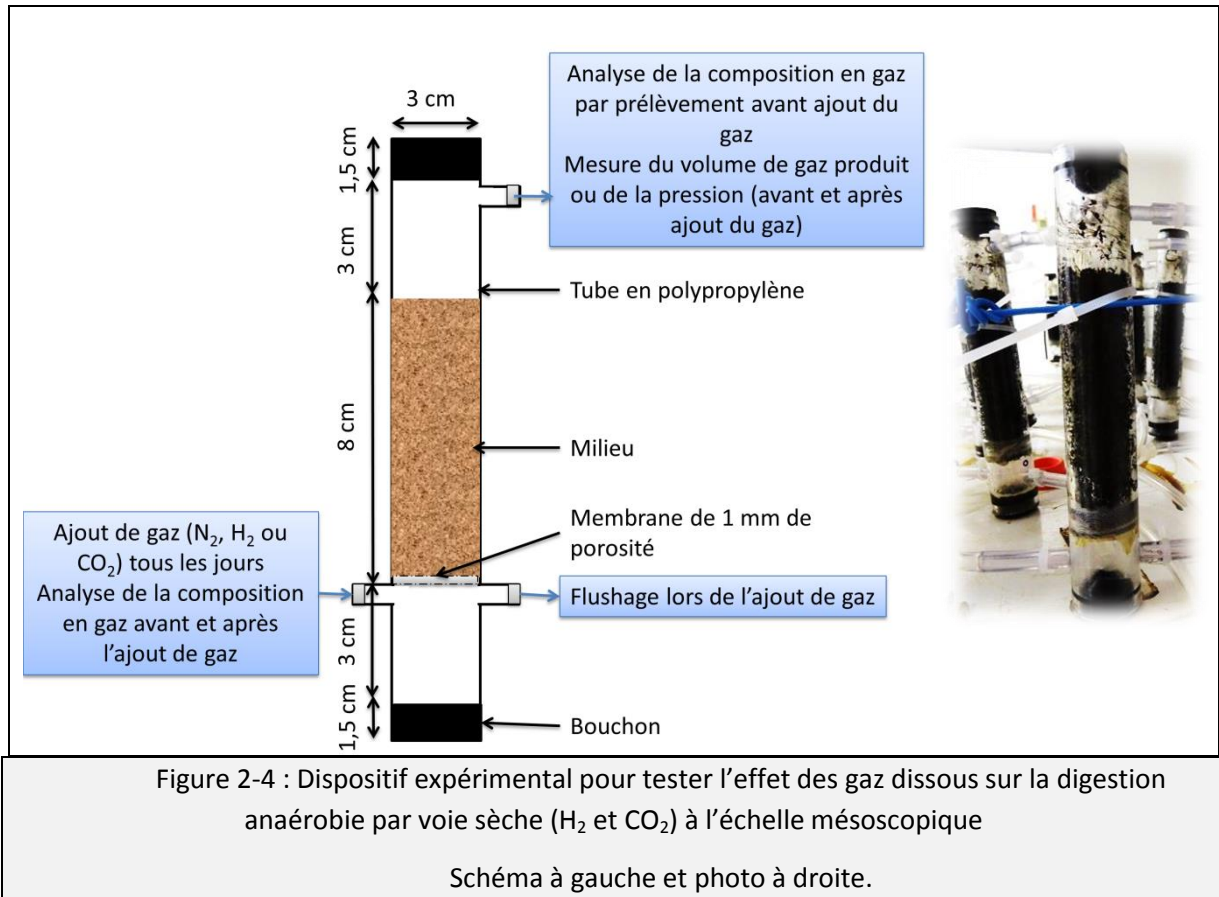 3 cm
1,5 cm
3 cm
8 cm
3 cm
1,5 cm
Analyse de la composition en gaz
par prélèvement avant ajout du
gaz
Mesure du volume de gaz produit
ou de la pression (avant et après
ajout du gaz)
Tube en polypropylène
Milieu
Membrane de 1 mm de
porosité
Ajout de gaz (N₂, H₂ ou
CO₂) tous les jours
Analyse de la composition
en gaz avant et après
l’ajout de gaz
Flushage lors de l’ajout de gaz
Bouchon
Figure 2-4 : Dispositif expérimental pour tester l’effet des gaz dissous sur la digestion
anaérobie par voie sèche (H₂ et CO₂) à l’échelle mésoscopique
Schéma à gauche et photo à droite.